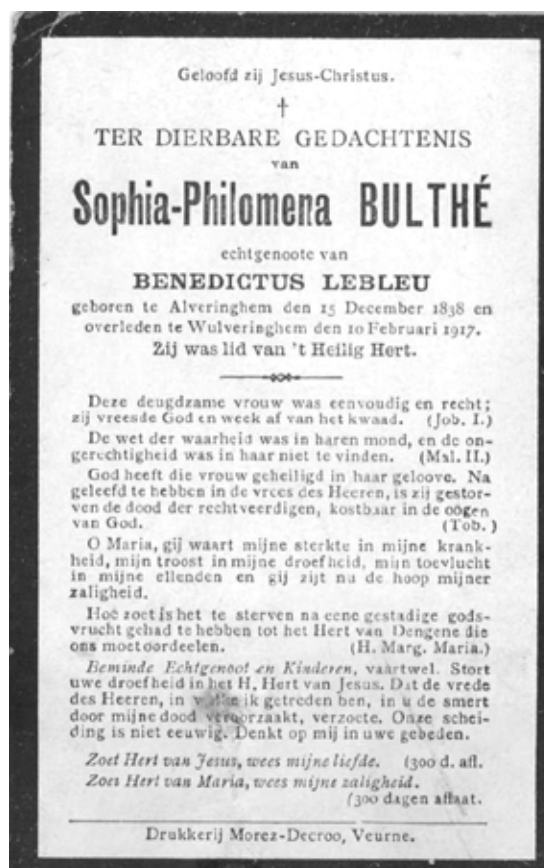 Geloofd zij Jesus-Christus.
TER DIERBARE GEDACHTENIS
van
Sophia-Philomena BULTHÉ
echtgenoote van
BENEDICTUS LEBLEU
geboren te Alveringhem den 15 December 1838 en
overleden te Wulveringhem den 10 Februari 1917.
Zij was lid van 't Heilig Hert.
Deze deugdzame vrouw was eenvoudig en recht;
zij vreesde God en week af van het kwaad. (Job. I.)
De wet der waarheid was in haren mond, en de on-
gerechtigheid was in haar niet te vinden. (Mal. II.)
God heeft die vrouw geheiligd in haar geloove. Na
geleefd te hebben in de vrees des Heeren, is zij gestor-
ven de dood der rechtveerdigen, kostbaar in de oogen
van God. (Tob.)
O Maria, gij waart mijne sterkte in mijne krank-
heid, mijn troost in mijne droefheid, mijn toevlucht
in mijne ellenden en gij zijt nu de hoop mijner
zaligheid.
Hoe zoet is het te sterven na eene gestadige gods-
vrucht gehad te hebben tot het Hert van Dengene die
ons moet oordeelen. (H. Marg. Maria.)
Beminde Echtgenoot en Kinderen, vaartwel. Stort
uwe droefheid in het H. Hert van Jesus. Dat de vrede
des Heeren, in welke ik getreden ben, in u de smert
door mijne dood veroorzaakt, verzoete. Onze schei-
ding is niet eeuwig. Denkt op mij in uwe gebeden.
Zoet Hert van Jesus, wees mijne liefde. (300 d. afl.
Zoet Hert van Maria, wees mijne zaligheid.
(300 dagen aflaat.
Drukkerij Morez-Decroo, Veurne.